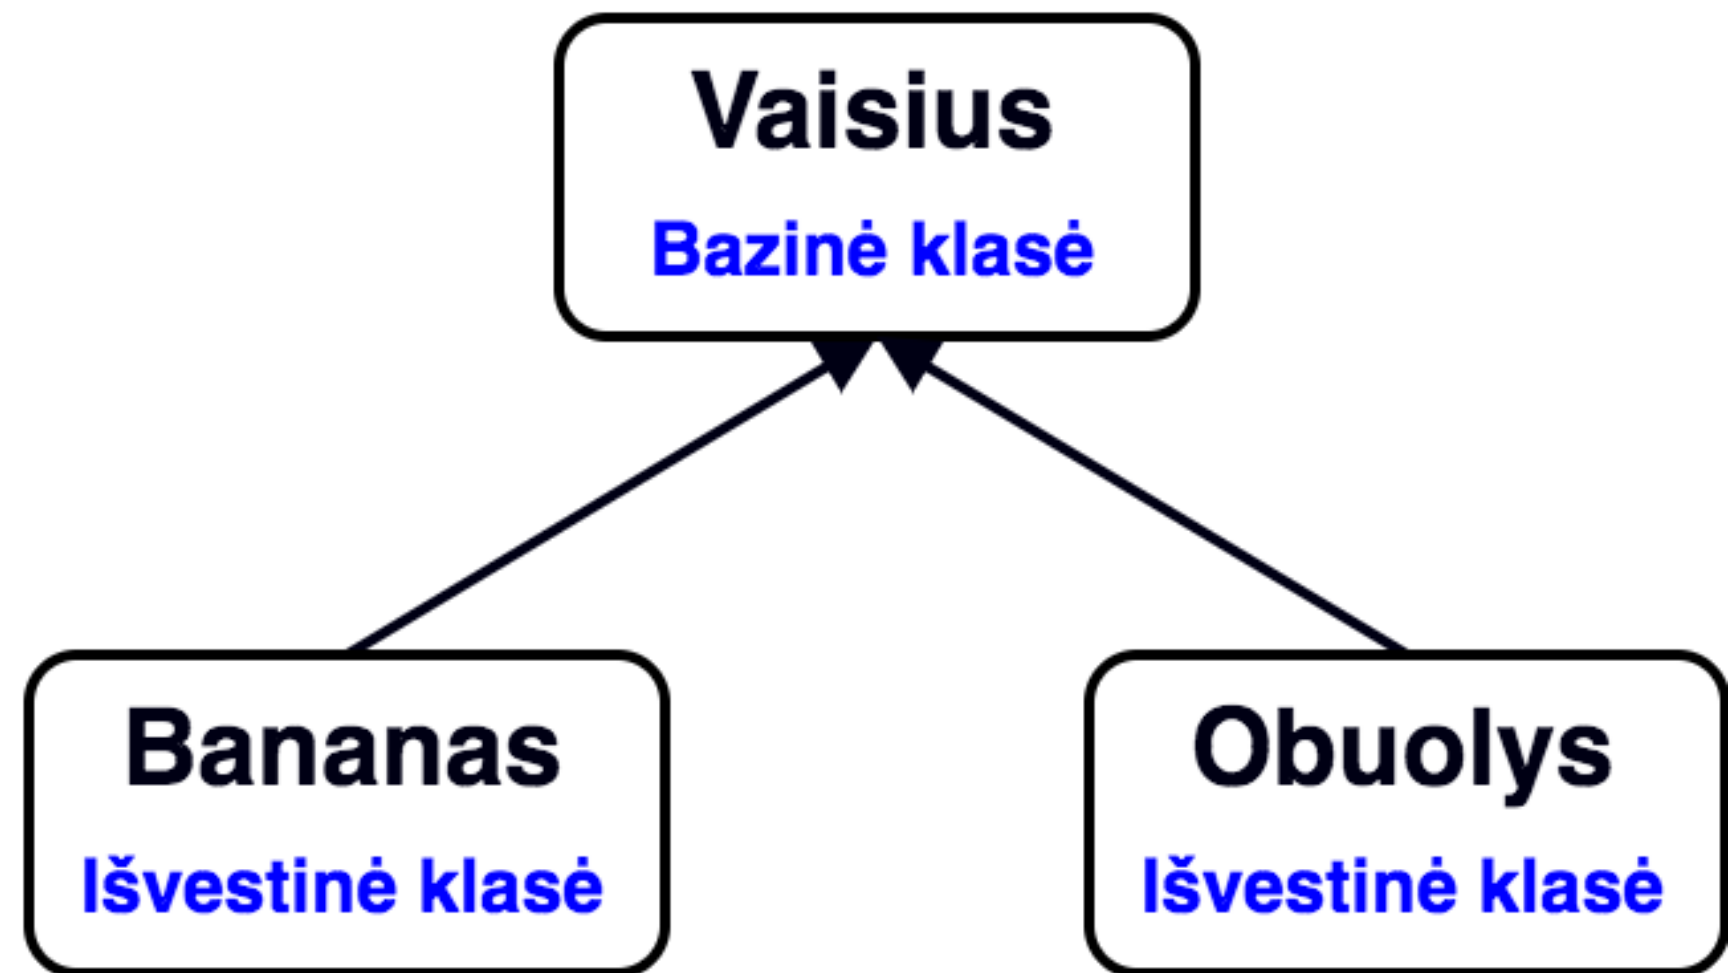 Vaisius
Bazinė klasė
Bananas
Išvestinė klasė
Obuolys
Išvestinė klasė